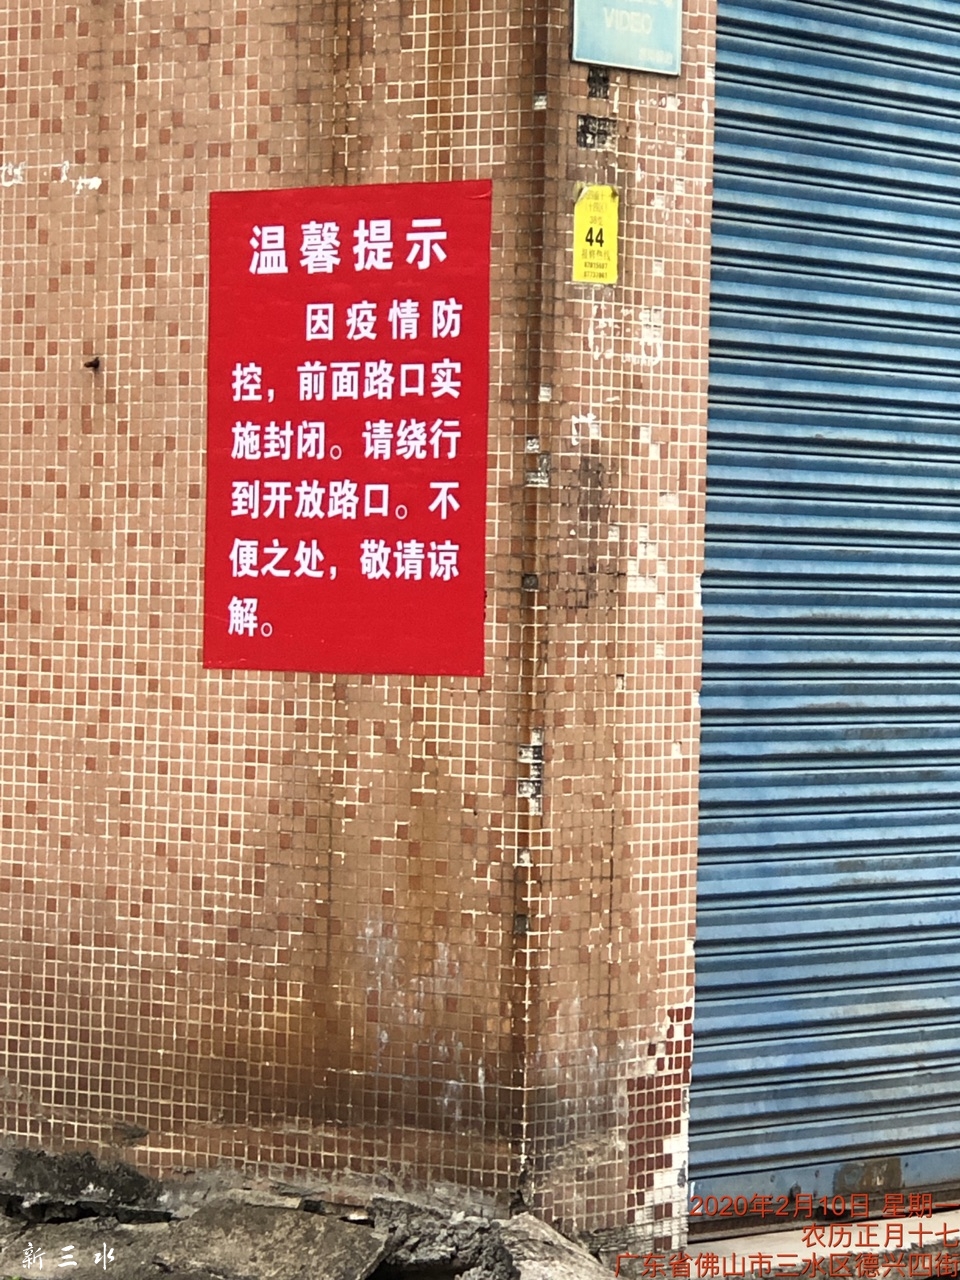 VIDEO
温馨提示
因疫情防
控，前面路口实
施封闭。请绕行
到开放路口。不
便之处，敬请谅
解。
44
2020年2月10日 星期一
农历正月十七
广东省佛山市三水区德兴四街
新三水